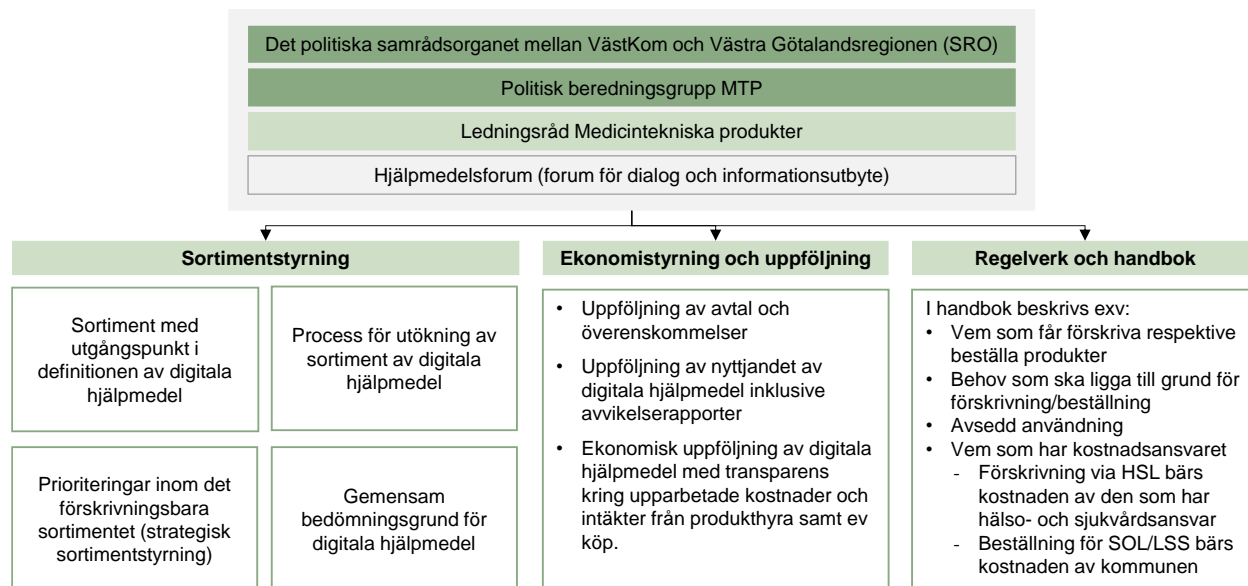 Det politiska samrådsorganet mellan VästKom och Västra Götalandsregionen (SRO)
Politisk beredningsgrupp MTP
Ledningsråd Medicintekniska produkter
Hjälpmedelsforum (forum för dialog och informationsutbyte)
Sortimentstyrning
Sortiment med
utgångspunkt i
definitionen av digitala
hjälpmedel
Process för utökning av
sortiment av digitala
hjälpmedel
Prioriteringar inom det
förskrivningsbara
sortimentet (strategisk
sortimentstyrning)
Gemensam
bedömningsgrund för
digitala hjälpmedel
Ekonomistyrning och uppföljning
• Uppföljning av avtal och
överenskommelser
• Uppföljning av nyttjandet av
digitala hjälpmedel inklusive
avvikelserapporter
• Ekonomisk uppföljning av digitala
hjälpmedel med transparens
kring upparbetade kostnader och
intäkter från produkthyra samt ev
köp.
Regelverk och handbok
I handbok beskrivs exv:
• Vem som får förskriva respektive
beställa produkter
• Behov som ska ligga till grund för
förskrivning/beställning
• Avsedd användning
• Vem som har kostnadsansvaret
- Förskrivning via HSL bärs
kostnaden av den som har
hälso- och sjukvårdsansvar
- Beställning för SOL/LSS bärs
kostnaden av kommunen